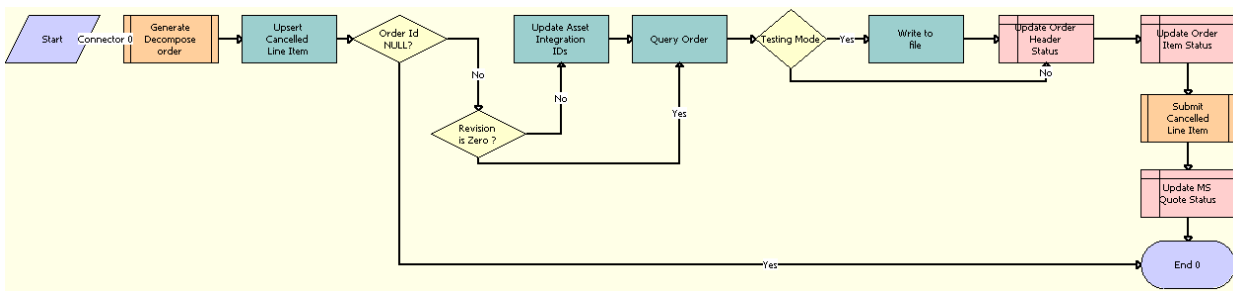 Start
Connector 0
Generate
Decompose
order
Upsert
Cancelled
Line Item
Order Id
NULL?
No
Revision
is Zero ?
No
Update Asset
Integration
IDs
Query Order
Yes
Testing Mode
Yes
Write to
file
Update Order
Header
Status
No
Update Order
Item Status
Submit
Cancelled
Line Item
Update MS
Quote Status
Yes
End 0